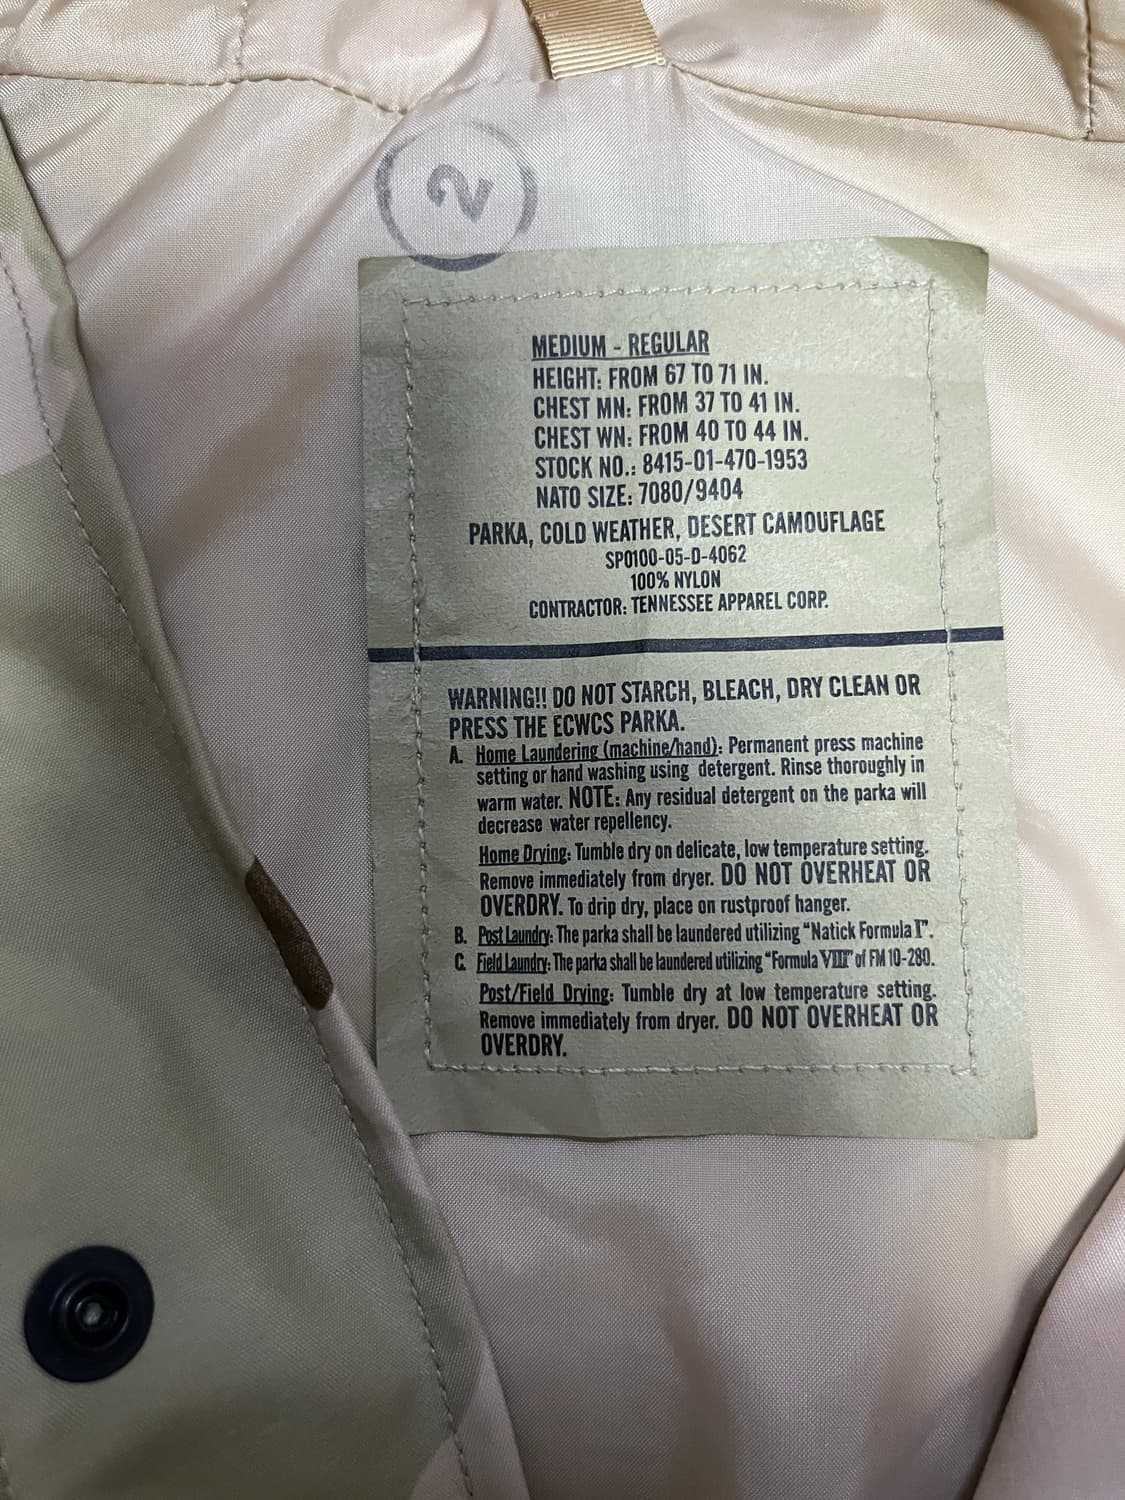 2
MEDIUM - REGULAR
HEIGHT: FROM 67 TO 71 IN.
CHEST MN: FROM 37 TO 41 IN.
CHEST WN: FROM 40 TO 44 IN.
STOCK NO.: 8415-01-470-1953
NATO SIZE: 7080/9404
PARKA, COLD WEATHER, DESERT CAMOUFLAGE
SP0100-05-D-4062
100% NYLON
CONTRACTOR: TENNESSEE APPAREL CORP.
WARNING!! DO NOT STARCH, BLEACH, DRY CLEAN OR
PRESS THE ECWCS PARKA.
A. Home Laundering (machine/hand): Permanent press machine
setting or hand washing using detergent. Rinse thoroughly in
warm water. NOTE: Any residual detergent on the parka will
decrease water repellency.
Home Drying: Tumble dry on delicate, low temperature setting.
Remove immediately from dryer. DO NOT OVERHEAT OR
OVERDRY. To drip dry, place on rustproof hanger.
B. Post Laundry: The parka shall be laundered utilizing "Natick Formula I".
C. Field Laundry: The parka shall be laundered utilizing "Formula VIII" of FM 10-280.
Post/Field Drying: Tumble dry at low temperature setting.
Remove immediately from dryer. DO NOT OVERHEAT OR
OVERDRY.